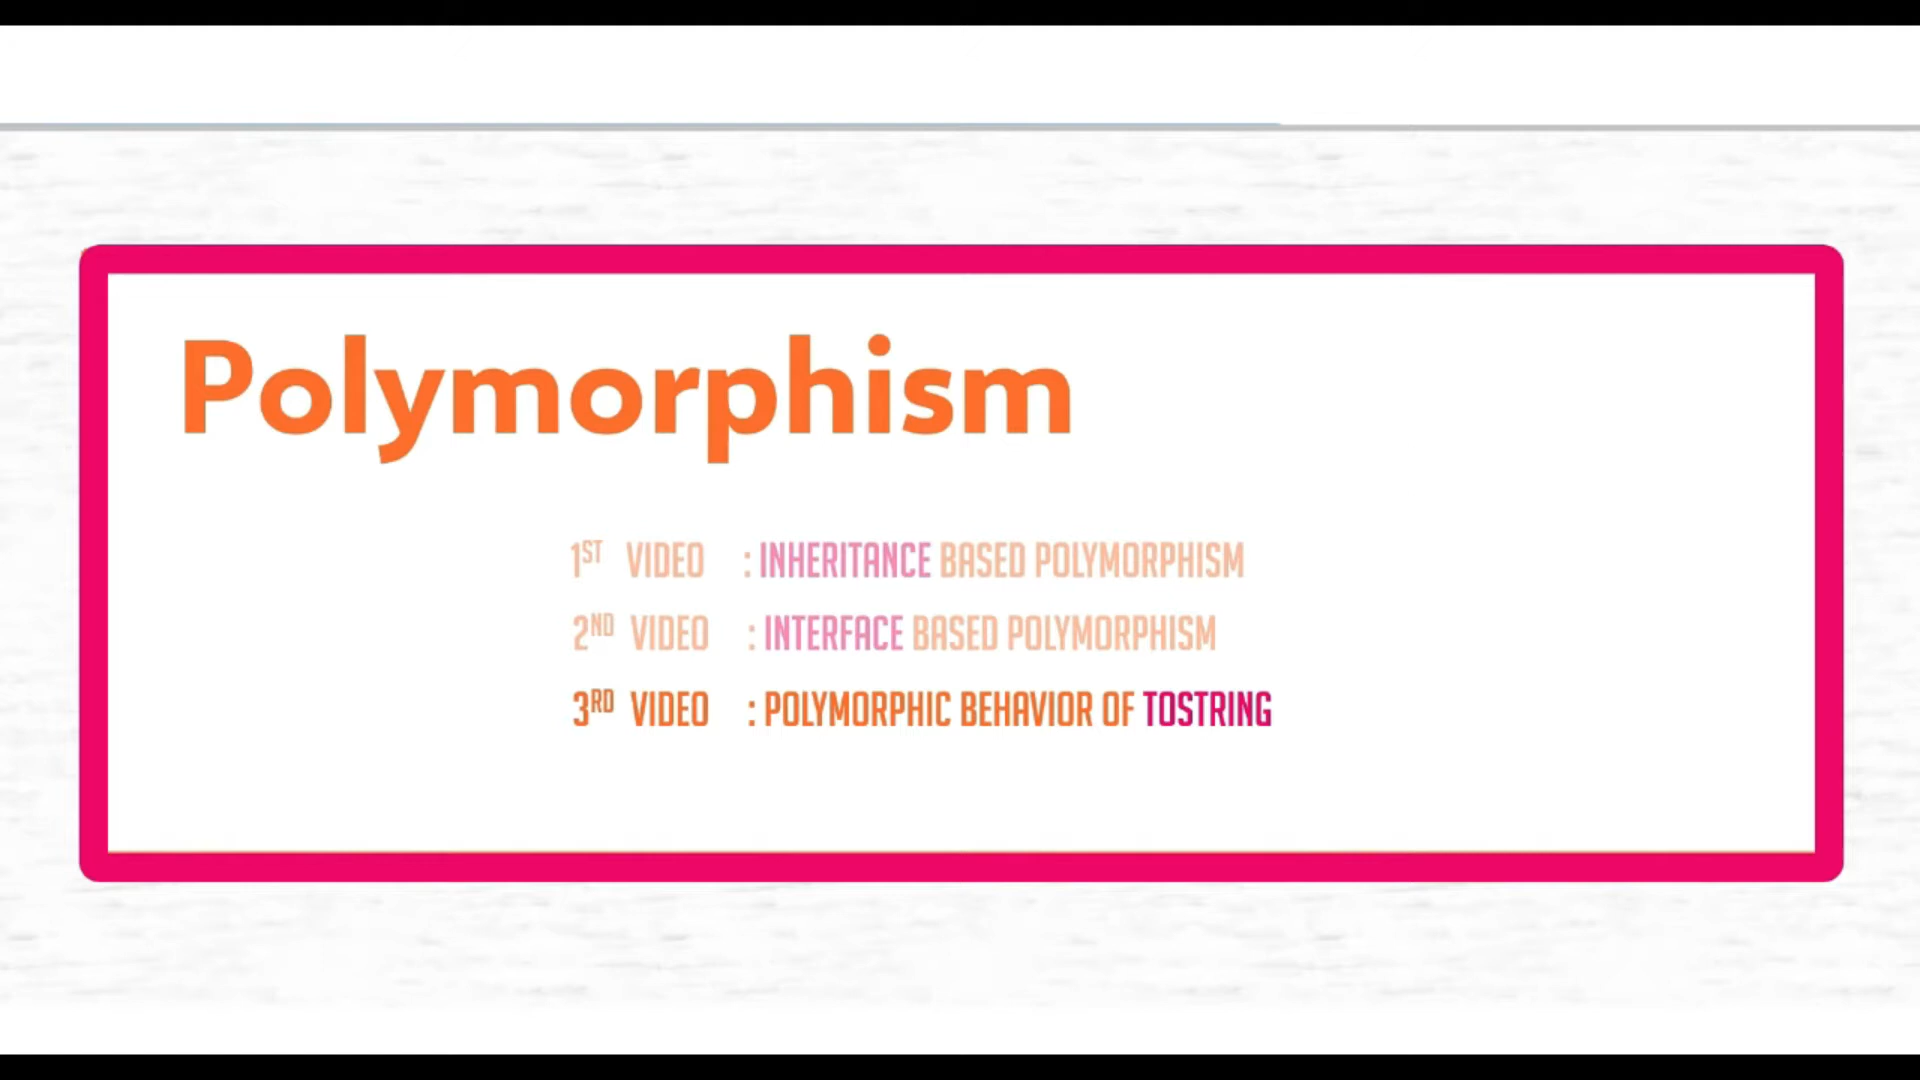 Polymorphism
1ST VIDEO : INHERITANCE BASED POLYMORPHISM
2ND VIDEO : INTERFACE BASED POLYMORPHISM
3RD VIDEO : POLYMORPHIC BEHAVIOR OF TOSTRING